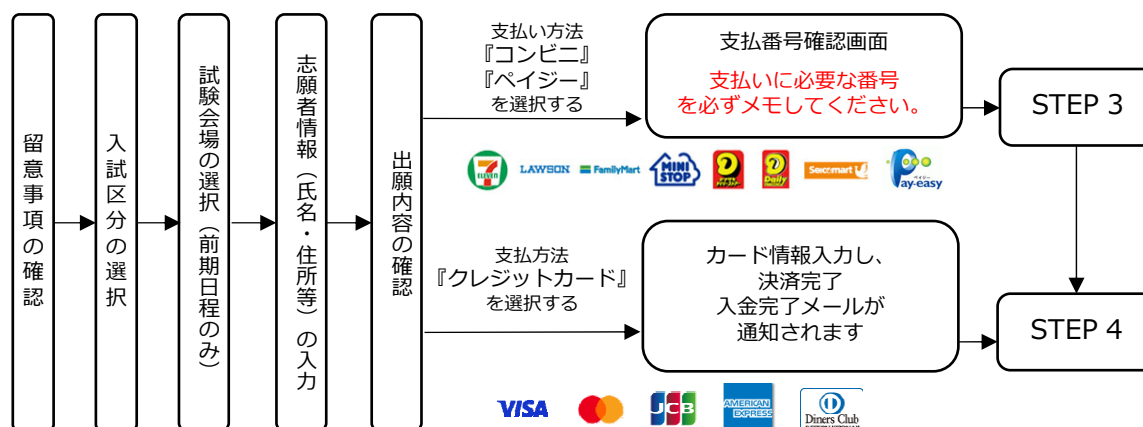 留意事項の確認
入試区分の選択
試験会場の選択（前期日程のみ）
志願者情報（氏名・住所等）の入力
出願内容の確認
支払い方法
『コンビニ』
『ペイジー』
を選択する
支払番号確認画面
支払いに必要な番号
を必ずメモしてください。
STEP 3
7
ELEVEN
LAWSON
FamilyMart
MINI
STOP
Daily
Seicomart
ペイジー
Pay-easy
支払方法
『クレジットカード』
を選択する
カード情報入力し、
決済完了
入金完了メールが
通知されます
STEP 4
VISA
JCB
AMERICAN
EXPRESS
Diners Club